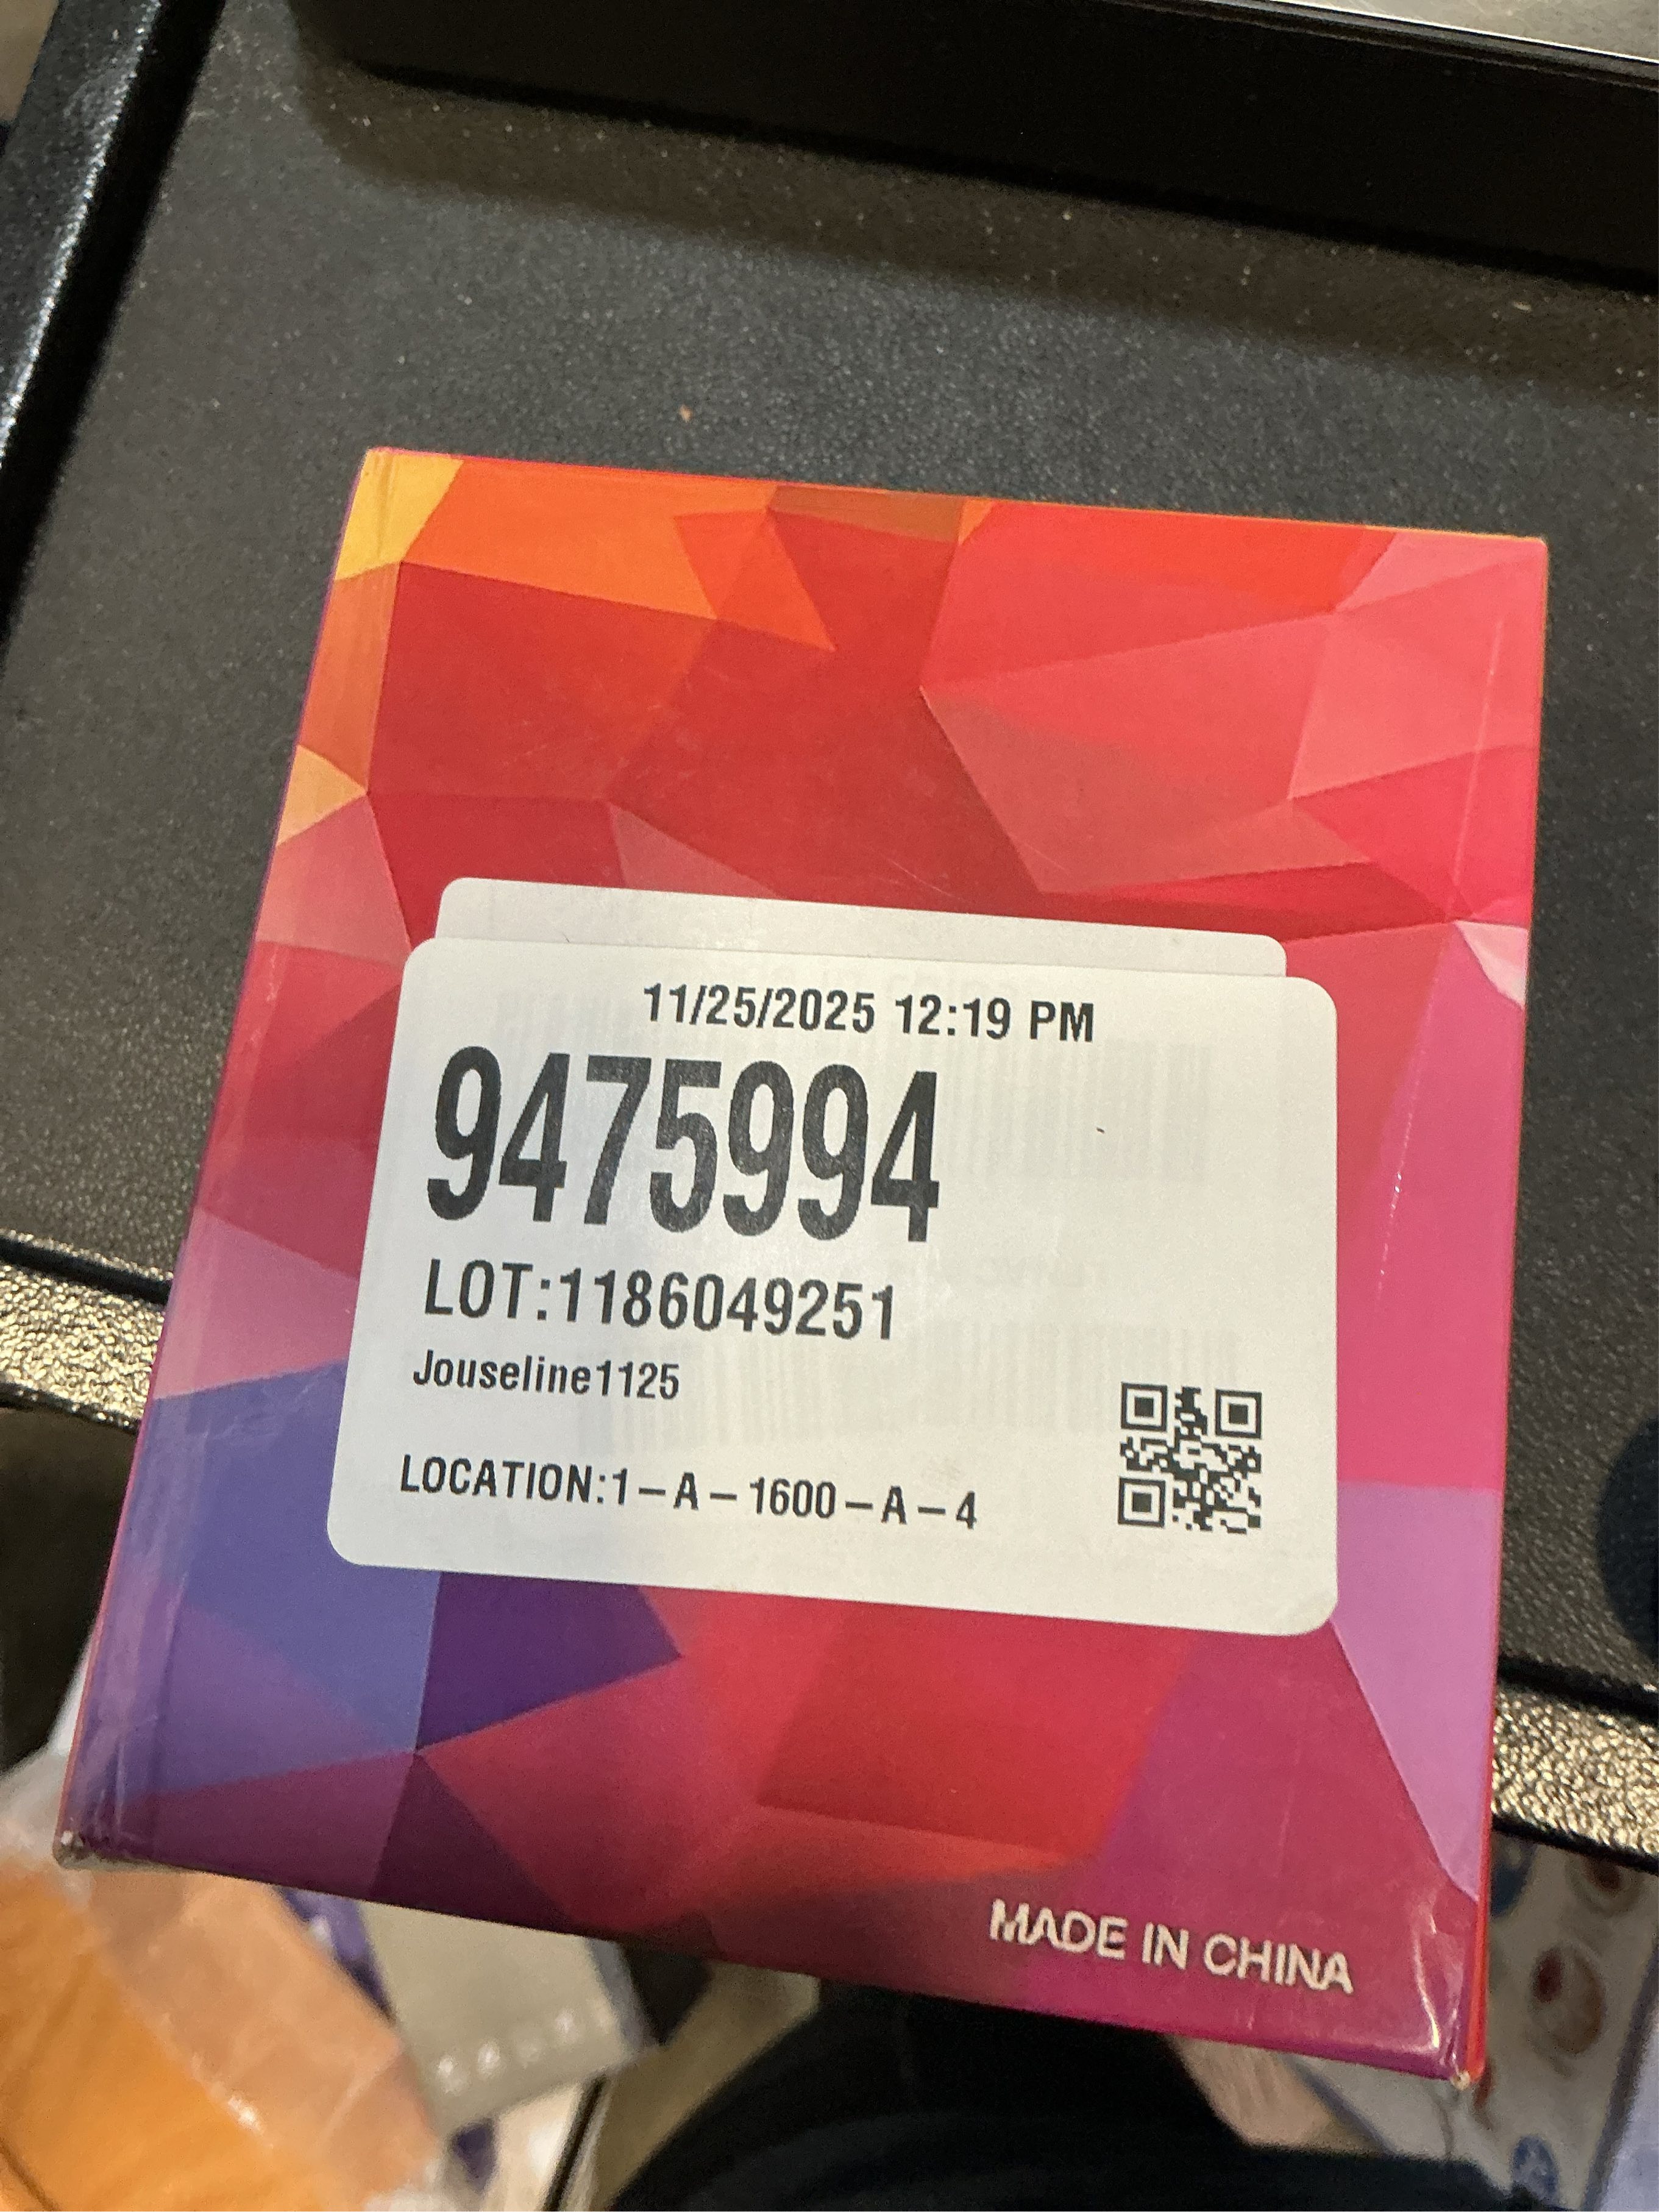 11/25/2025 12:19 PM
9475994
LOT:1186049251
Jouseline1125
LOCATION:1-A-1600-A-4
MADE IN CHINA